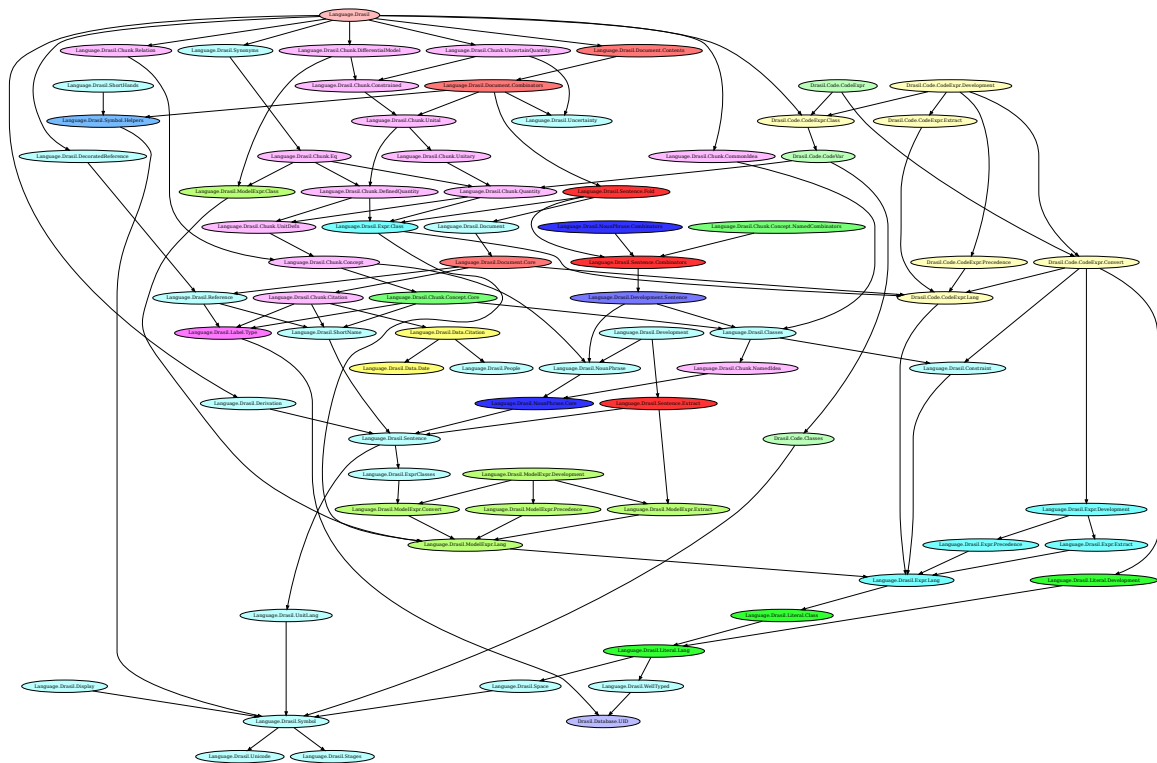 Language.Drasil
Language.Drasil.Chunk.Relation
Language.Drasil.Synonyms
Language.Drasil.Chunk.DifferentialModel
Language.Drasil.Chunk.UncertainQuantity
Language.Drasil.Document.Contents
Language.Drasil.ShortHands
Language.Drasil.Chunk.Constrained
Language.Drasil.Document.Combinators
Drasil.Code.CodeExpr
Drasil.Code.CodeExpr.Development
Language.Drasil.Symbol.Helpers
Language.Drasil.Chunk.Unital
Language.Drasil.Uncertainty
Drasil.Code.CodeExpr.Class
Drasil.Code.CodeExpr.Extract
Language.Drasil.DecoratedReference
Language.Drasil.Chunk.Eq
Language.Drasil.Chunk.Unitary
Language.Drasil.Chunk.CommonIdea
Drasil.Code.CodeVar
Language.Drasil.ModelExpr.Class
Language.Drasil.Chunk.DefinedQuantity
Language.Drasil.Chunk.Quantity
Language.Drasil.Sentence.Fold
Language.Drasil.Chunk.UnitDefn
Language.Drasil.Expr.Class
Language.Drasil.Document
Language.Drasil.NounPhrase.Combinators
Language.Drasil.Chunk.Concept.NamedCombinators
Language.Drasil.Chunk.Concept
Language.Drasil.Document.Core
Language.Drasil.Sentence.Combinators
Drasil.Code.CodeExpr.Precedence
Drasil.Code.CodeExpr.Convert
Language.Drasil.Reference
Language.Drasil.Chunk.Citation
Language.Drasil.Chunk.Concept.Core
Language.Drasil.Development.Sentence
Drasil.Code.CodeExpr.Lang
Language.Drasil.Label.Type
Language.Drasil.ShortName
Language.Drasil.Data.Citation
Language.Drasil.Development
Language.Drasil.Classes
Language.Drasil.Data.Date
Language.Drasil.People
Language.Drasil.NounPhrase
Language.Drasil.Chunk.NamedIdea
Language.Drasil.Constraint
Language.Drasil.Derivation
Language.Drasil.NounPhrase.Core
Language.Drasil.Sentence.Extract
Language.Drasil.Sentence
Drasil.Code.Classes
Language.Drasil.ExprClasses
Language.Drasil.ModelExpr.Development
Language.Drasil.ModelExpr.Convert
Language.Drasil.ModelExpr.Precedence
Language.Drasil.ModelExpr.Extract
Language.Drasil.Expr.Development
Language.Drasil.ModelExpr.Lang
Language.Drasil.Expr.Precedence
Language.Drasil.Expr.Extract
Language.Drasil.Expr.Lang
Language.Drasil.Literal.Development
Language.Drasil.UnitLang
Language.Drasil.Literal.Class
Language.Drasil.Literal.Lang
Language.Drasil.Display
Language.Drasil.Space
Language.Drasil.WellTyped
Language.Drasil.Symbol
Drasil.Database.UID
Language.Drasil.Unicode
Language.Drasil.Stages